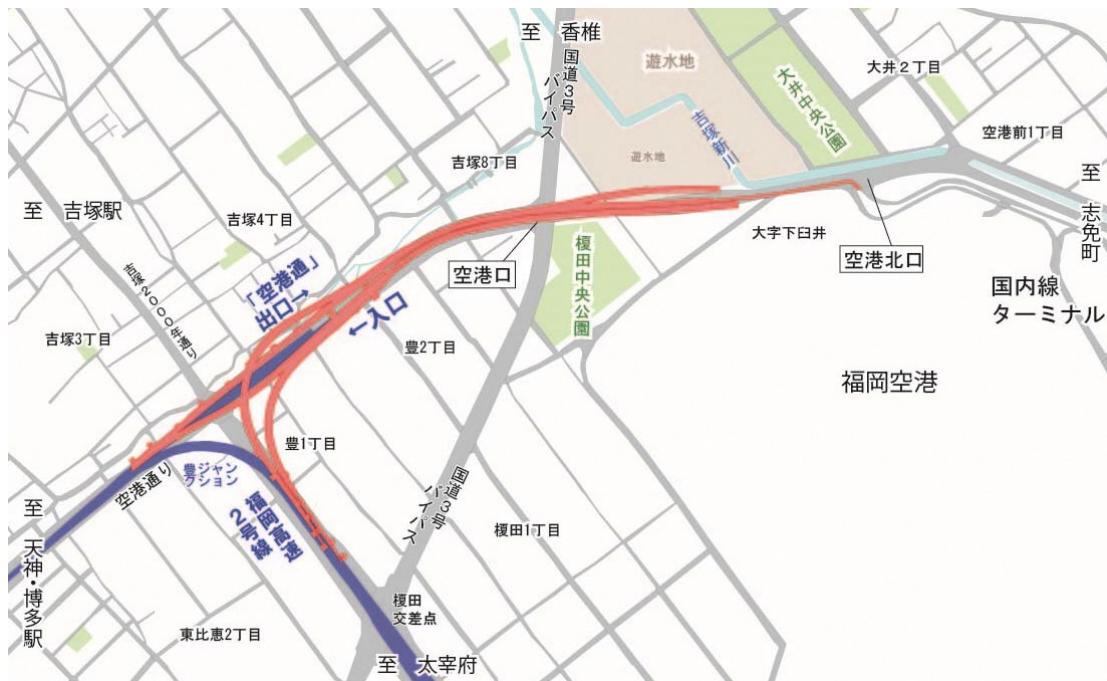 至 香椎
国道3号
バイパス
遊水地
大井中央公園
大井2丁目
空港前1丁目
吉塚新川
遊水地
吉塚8丁目
至 吉塚駅
吉塚4丁目
至 志免町
大字下臼井
空港口
空港北口
榎田中央公園
国内線
ターミナル
吉塚2000年通り
「空港通」
出口→
←入口
吉塚3丁目
豊2丁目
福岡空港
豊1丁目
空港通り
豊ジャン
クション
国道3号
バイパス
福岡高速
2号線
至 天神・博多駅
榎田1丁目
榎田
交差点
東比恵2丁目
至 太宰府